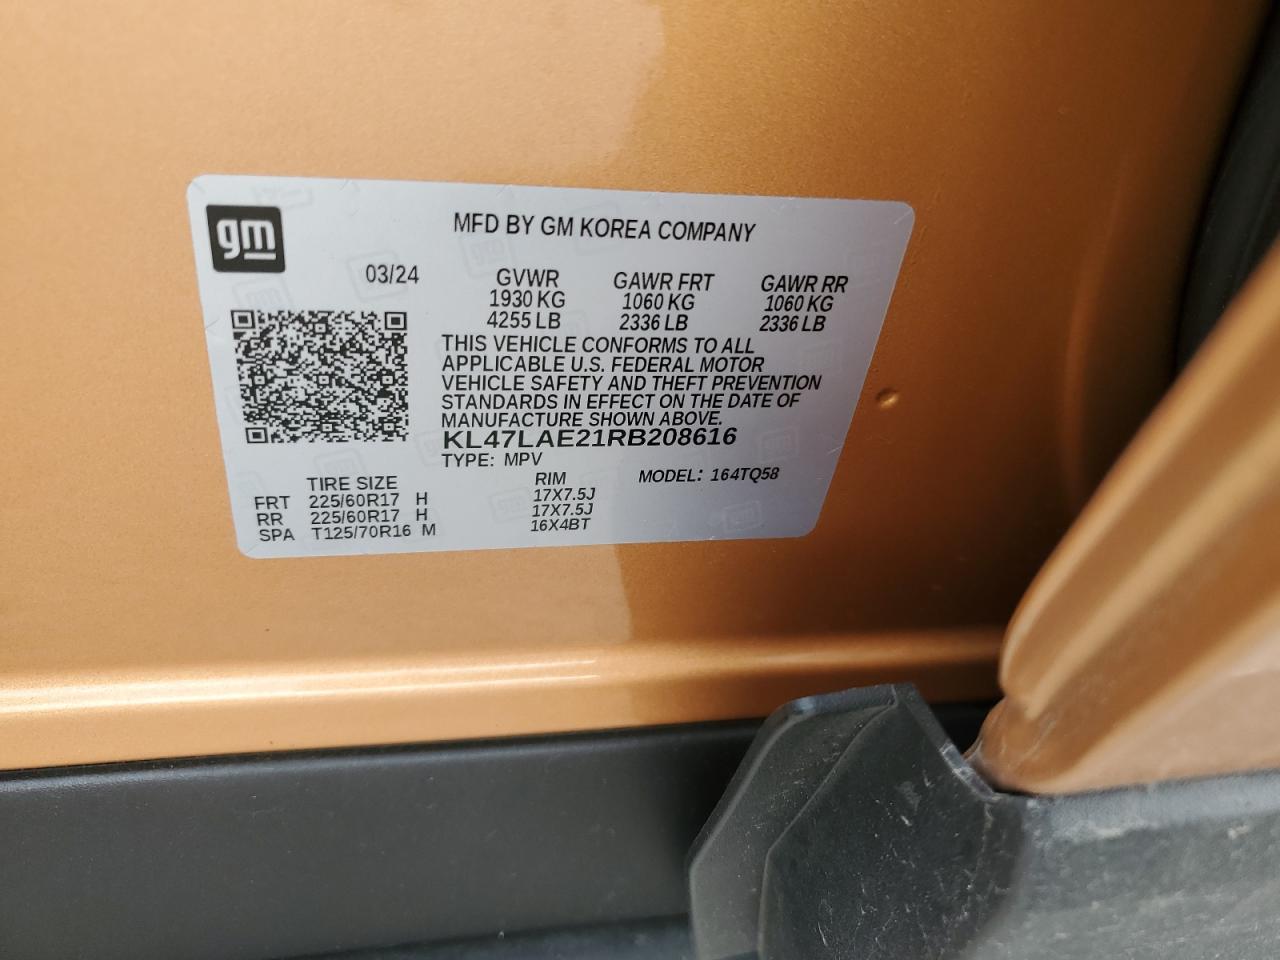 gm
MFD BY GM KOREA COMPANY
03/24 GVWR GAWR FRT GAWR RR
1930 KG 1060 KG 1060 KG
4255 LB 2336 LB 2336 LB
THIS VEHICLE CONFORMS TO ALL
APPLICABLE U.S. FEDERAL MOTOR
VEHICLE SAFETY AND THEFT PREVENTION
STANDARDS IN EFFECT ON THE DATE OF
MANUFACTURE SHOWN ABOVE.
KL47LAE21RB208616
TYPE: MPV
TIRE SIZE RIM MODEL: 164TQ58
FRT 225/60R17 H 17X7.5J
RR 225/60R17 H 17X7.5J
SPA T125/70R16 M 16X4BT